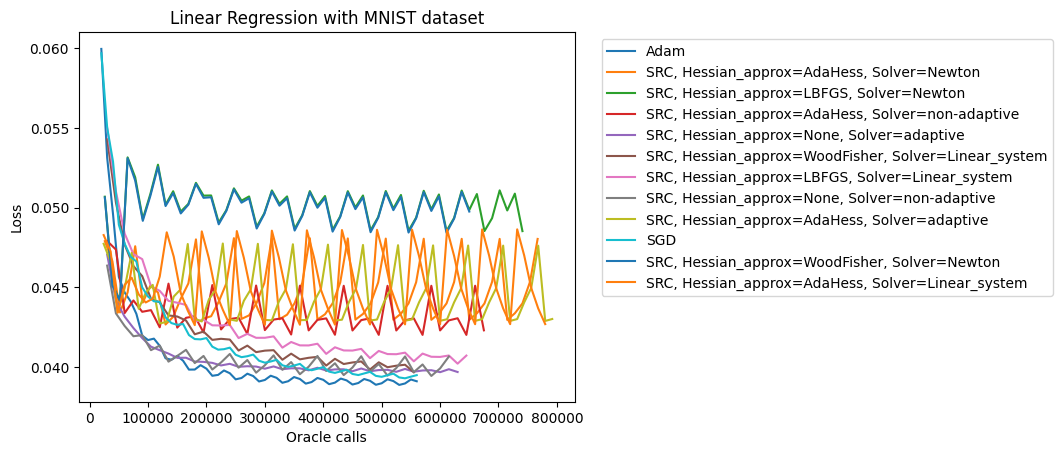 Linear Regression with MNIST dataset
0.060
0.055
0.050
0.045
0.040
Loss
0
100000
200000
300000
400000
500000
600000
700000
800000
Oracle calls
Adam
SRC, Hessian_approx=AdaHess, Solver=Newton
SRC, Hessian_approx=LBFGS, Solver=Newton
SRC, Hessian_approx=AdaHess, Solver=non-adaptive
SRC, Hessian_approx=None, Solver=adaptive
SRC, Hessian_approx=WoodFisher, Solver=Linear_system
SRC, Hessian_approx=LBFGS, Solver=Linear_system
SRC, Hessian_approx=None, Solver=non-adaptive
SRC, Hessian_approx=AdaHess, Solver=adaptive
SGD
SRC, Hessian_approx=WoodFisher, Solver=Newton
SRC, Hessian_approx=AdaHess, Solver=Linear_system